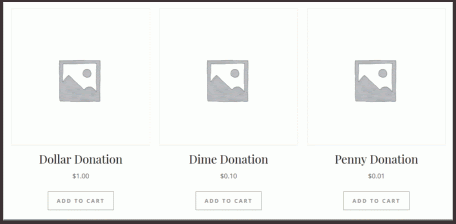 Dollar Donation Dime Donation Penny Donation
$1.00 $0.10 $0.01
ADD TO CART ADD TO CART ADD TO CART